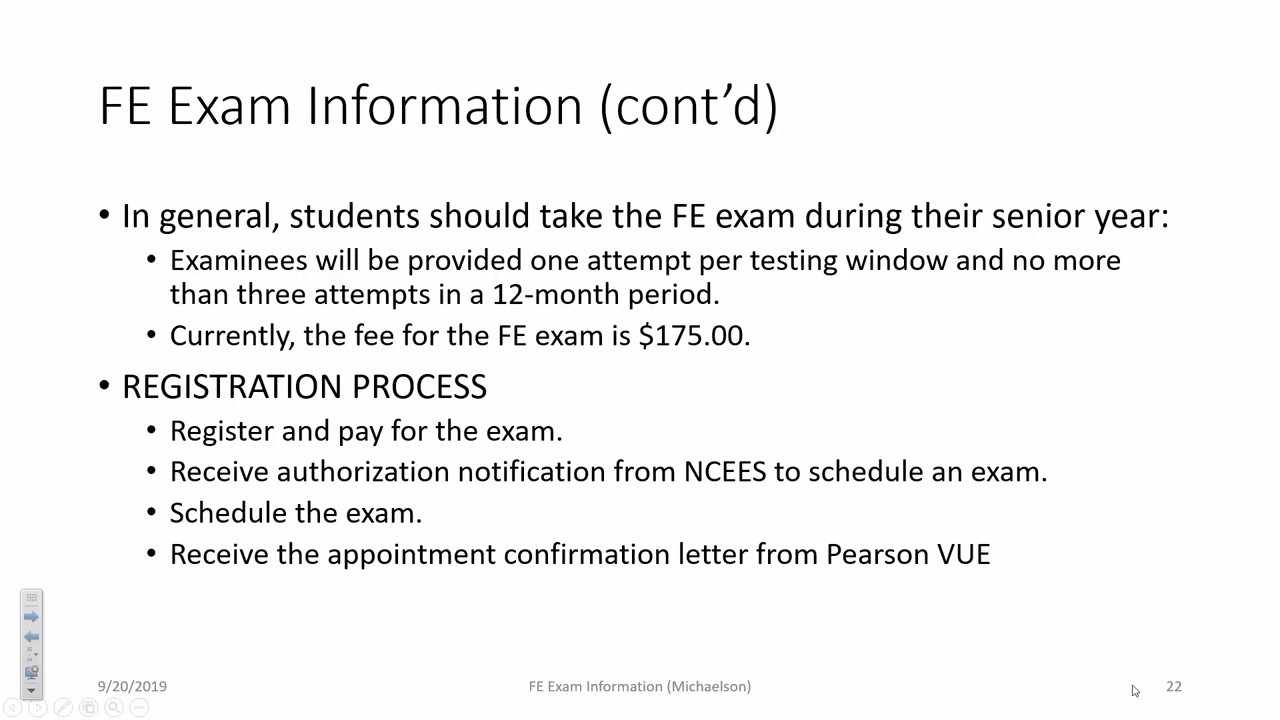 FE Exam Information (cont’d)
• In general, students should take the FE exam during their senior year:
• Examinees will be provided one attempt per testing window and no more
than three attempts in a 12-month period.
• Currently, the fee for the FE exam is $175.00.
• REGISTRATION PROCESS
• Register and pay for the exam.
• Receive authorization notification from NCEES to schedule an exam.
• Schedule the exam.
• Receive the appointment confirmation letter from Pearson VUE
9/20/2019
FE Exam Information (Michaelson)
22